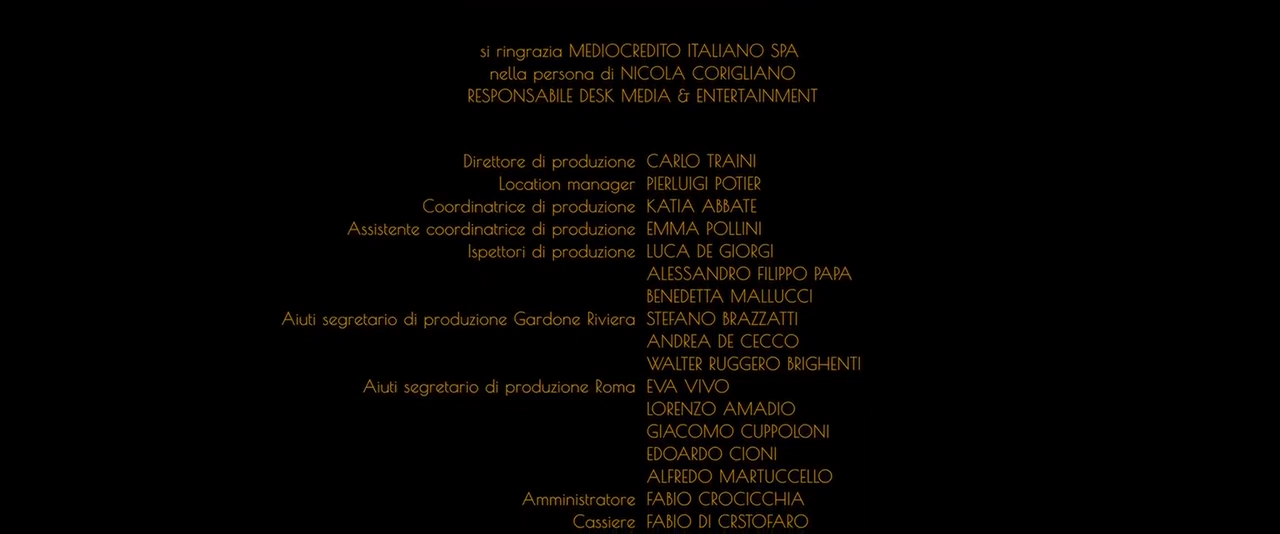 si ringrazia MEDIOCREDITO ITALIANO SPA
nella persona di NICOLA CORIGLIANO
RESPONSABILE DESK MEDIA & ENTERTAINMENT
Direttore di produzione CARLO TRAINI
Location manager PIERLUIGI POTIER
Coordinatrice di produzione KATIA ABBATE
Assistente coordinatrice di produzione EMMA POLLINI
Ispettori di produzione LUCA DE GIORGI
ALESSANDRO FILIPPO PAPA
BENEDETTA MALLUCCI
Aiuti segretario di produzione Gardone Riviera STEFANO BRAZZATTI
ANDREA DE CECCO
WALTER RUGGERO BRIGHENTI
Aiuti segretario di produzione Roma EVA VIVO
LORENZO AMADIO
GIACOMO CUPPOLONI
EDOARDO CIONI
ALFREDO MARTUCCELLO
Amministratore FABIO CROCICCHIA
Cassiere FABIO DI CRSTOFARO